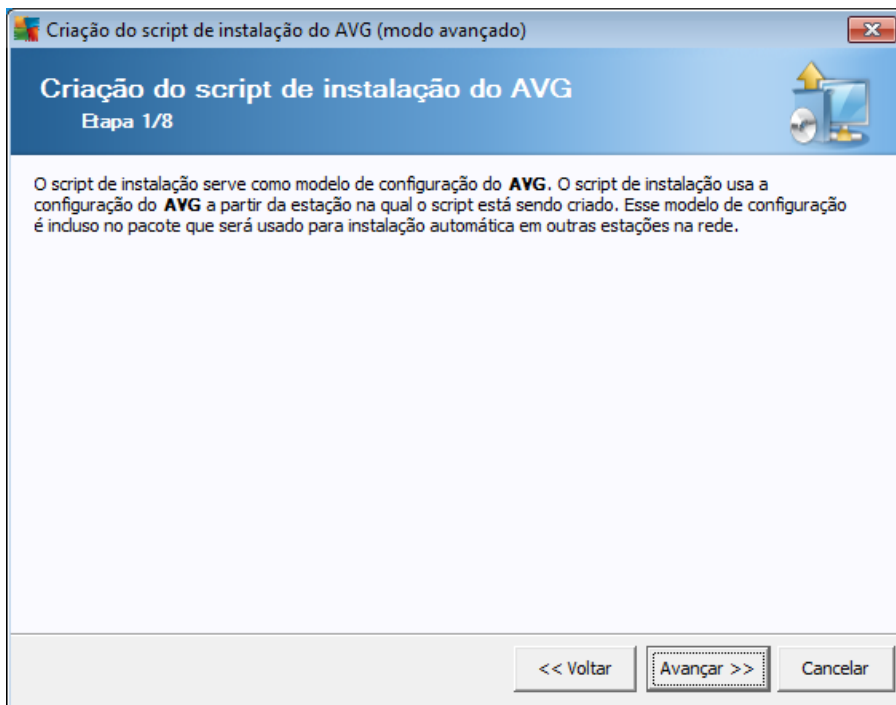 Criação do script de instalação do AVG (modo avançado)
Criação do script de instalação do AVG
Etapa 1/8
O script de instalação serve como modelo de configuração do AVG. O script de instalação usa a
configuração do AVG a partir da estação na qual o script está sendo criado. Esse modelo de configuração
é incluso no pacote que será usado para instalação automática em outras estações na rede.
<< Voltar
Avançar >>
Cancelar